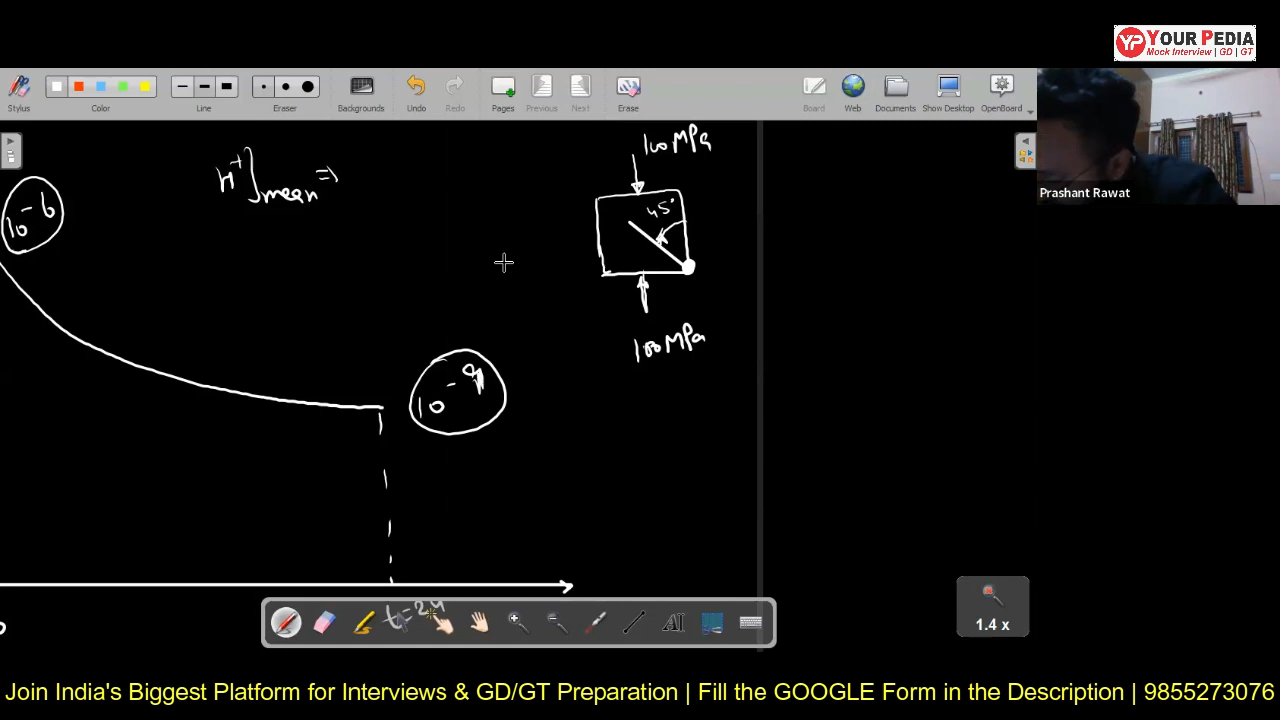 YP YOUR PEDIA
Mock Interview | GD | GT
Stylus
Color
Line
Eraser
Backgrounds
Undo
Redo
Pages
Previous
Next
Erase
Board
Web
Documents
Show Desktop
OpenBoard
Prashant Rawat
10⁻⁶
H⁺]mean ⇒
100 MPa
45°
100 MPa
10⁻⁹
t=24
1.4 x
Join India's Biggest Platform for Interviews & GD/GT Preparation | Fill the GOOGLE Form in the Description | 9855273076